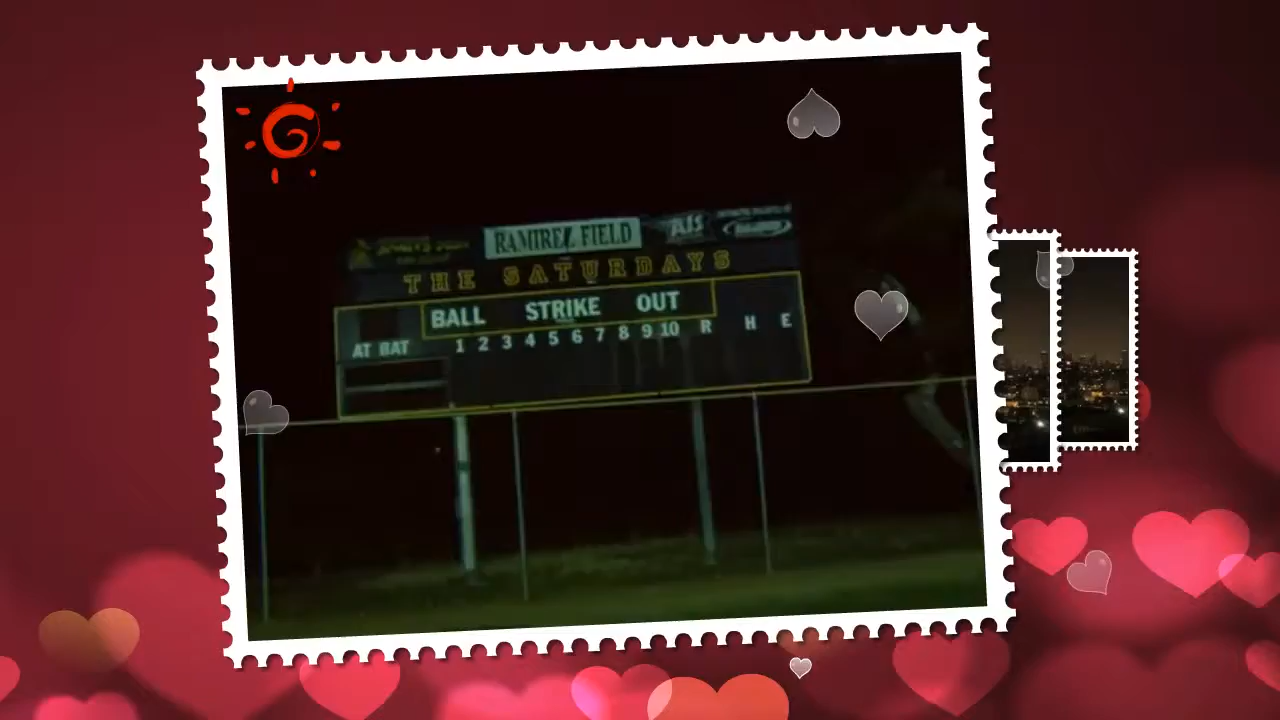 RAMIREZ FIELD
THE SATURDAYS
BALL STRIKE OUT
AT BAT 1 2 3 4 5 6 7 8 9 10 R H E